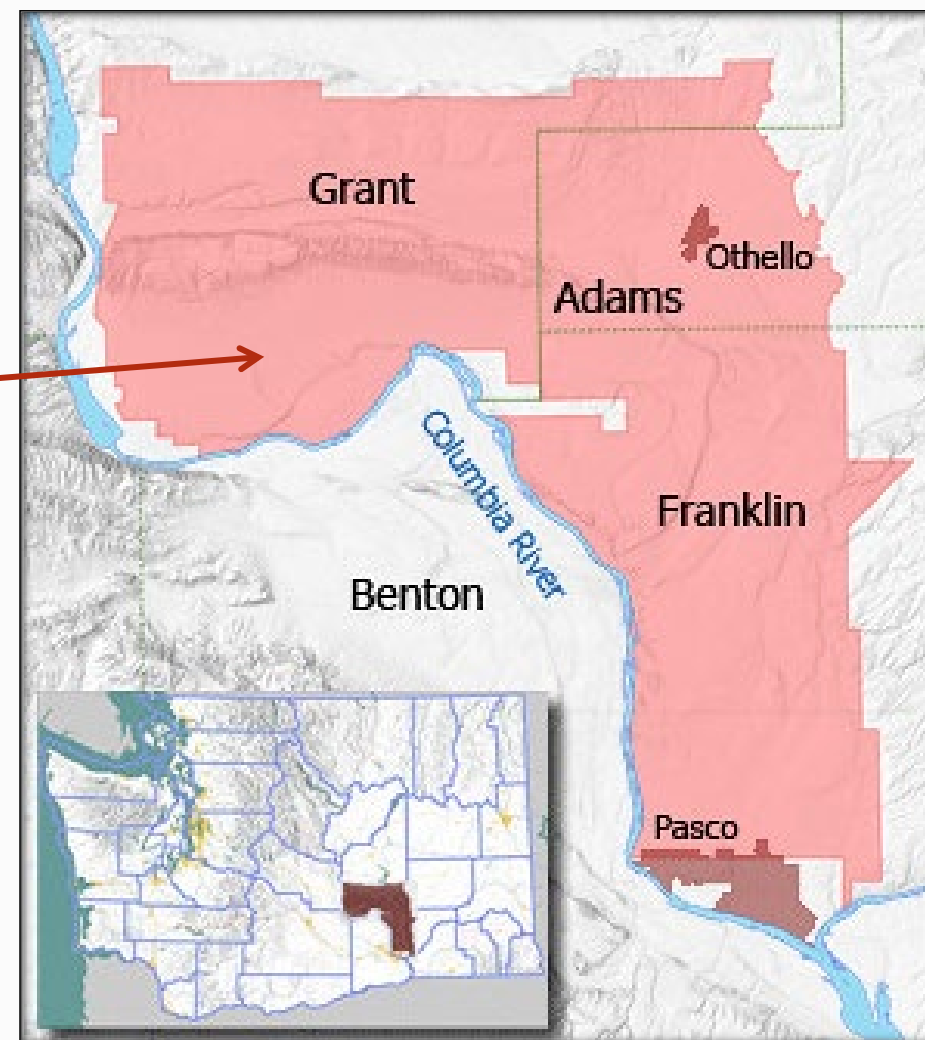 Grant
Othello
Adams
Columbia River
Franklin
Benton
Pasco